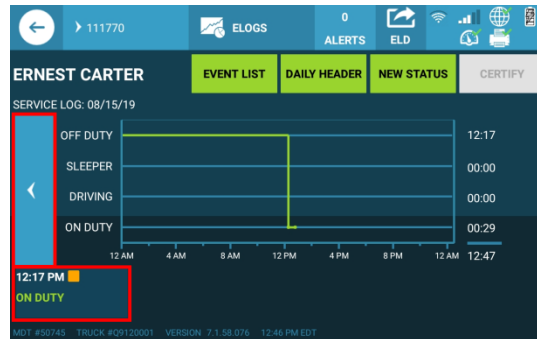 111770
ELOGS
0
ALERTS
ELD
ERNEST CARTER
EVENT LIST
DAILY HEADER
NEW STATUS
CERTIFY
SERVICE LOG: 08/15/19
OFF DUTY 12:17
SLEEPER 00:00
DRIVING 00:00
ON DUTY 00:29
12 AM 4 AM 8 AM 12 PM 4 PM 8 PM 12 AM 12:47
12:17 PM
ON DUTY
MDT #50745 TRUCK #Q9120001 VERSION 7.1.58.076 12:46 PM EDT